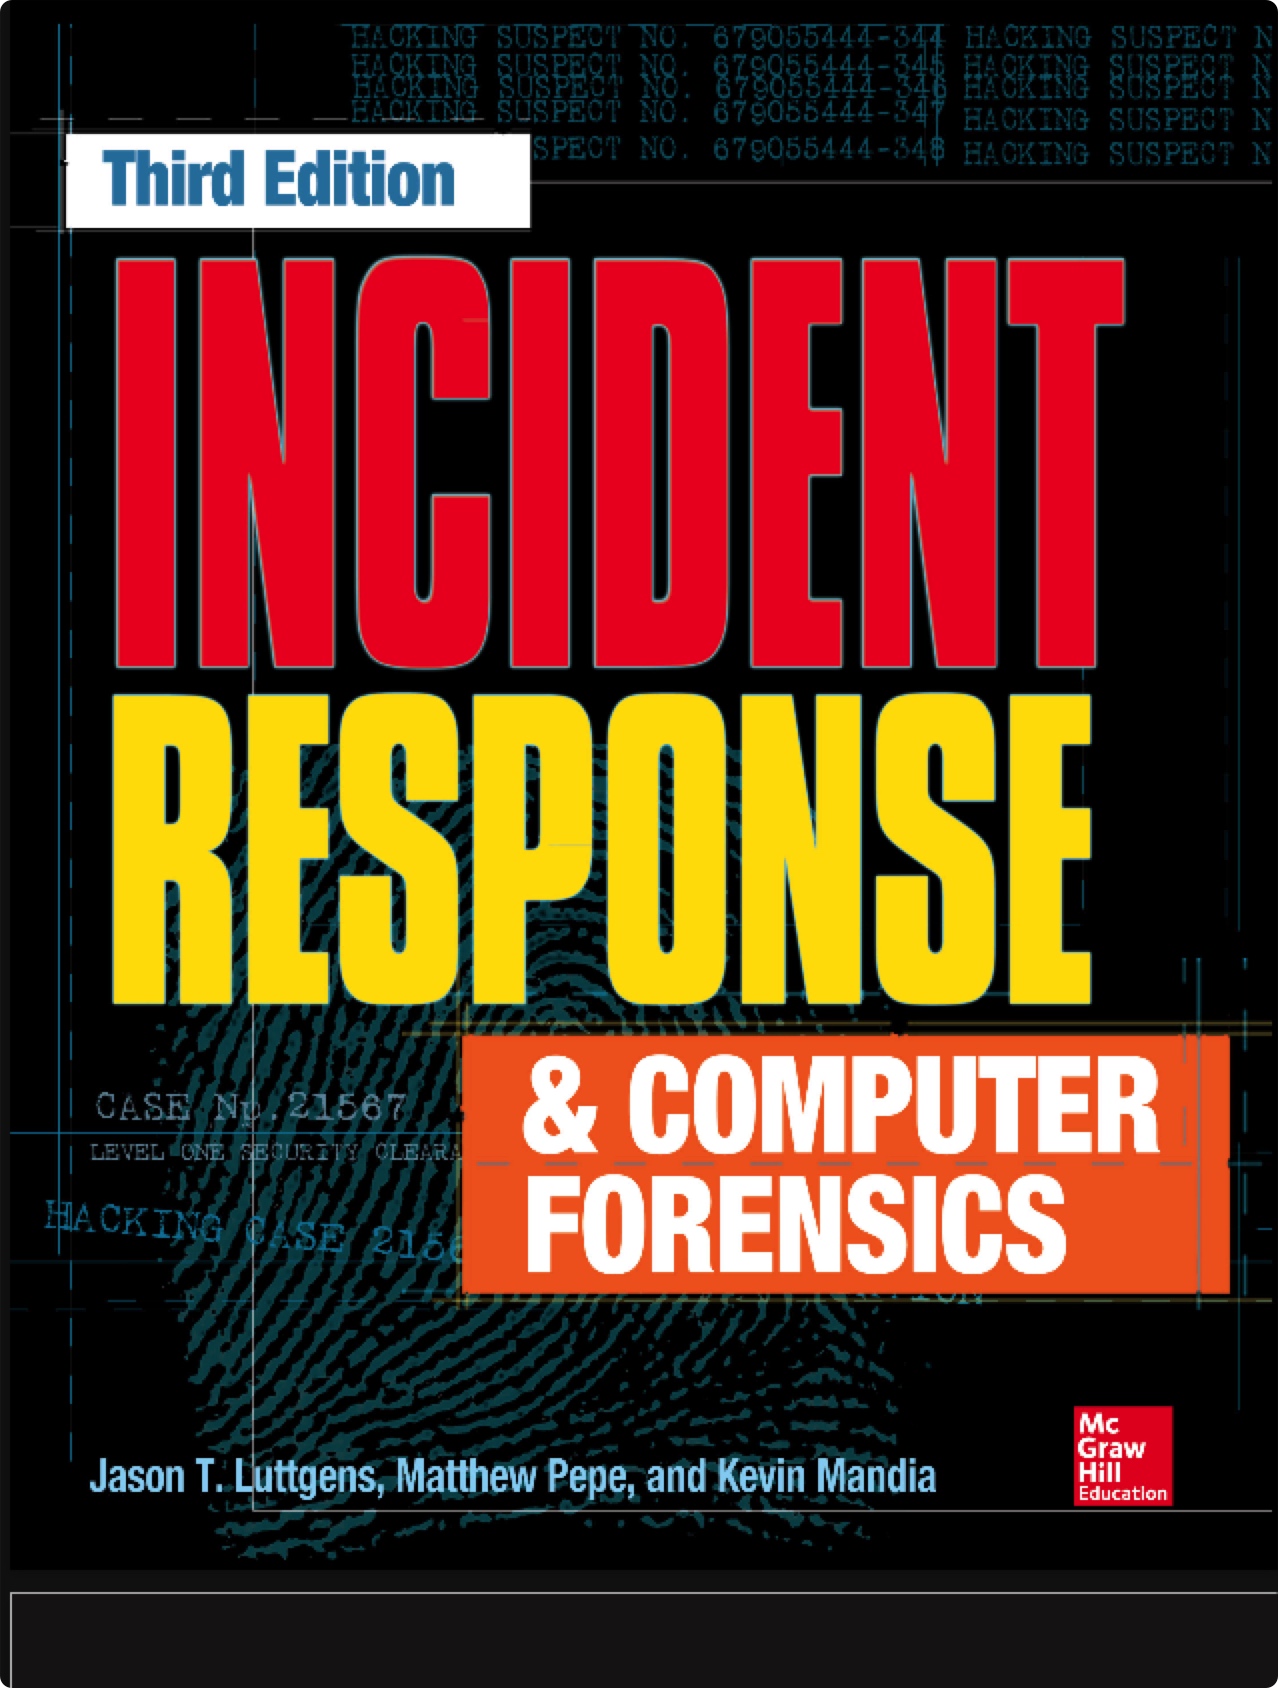 HACKING SUSPECT NO. 679055444-344 HACKING SUSPECT N
HACKING SUSPECT NO. 679055444-345 HACKING SUSPECT N
HACKING SUSPECT NO. 679055444-346 HACKING SUSPECT N
HACKING SUSPECT NO. 679055444-347 HACKING SUSPECT N
SPECT NO. 679055444-348 HACKING SUSPECT N
Third Edition
INCIDENT
RESPONSE
& COMPUTER
FORENSICS
CASE No.21567
LEVEL ONE SECURITY CLEARA
HACKING CASE 2156
Jason T. Luttgens, Matthew Pepe, and Kevin Mandia
Mc
Graw
Hill
Education